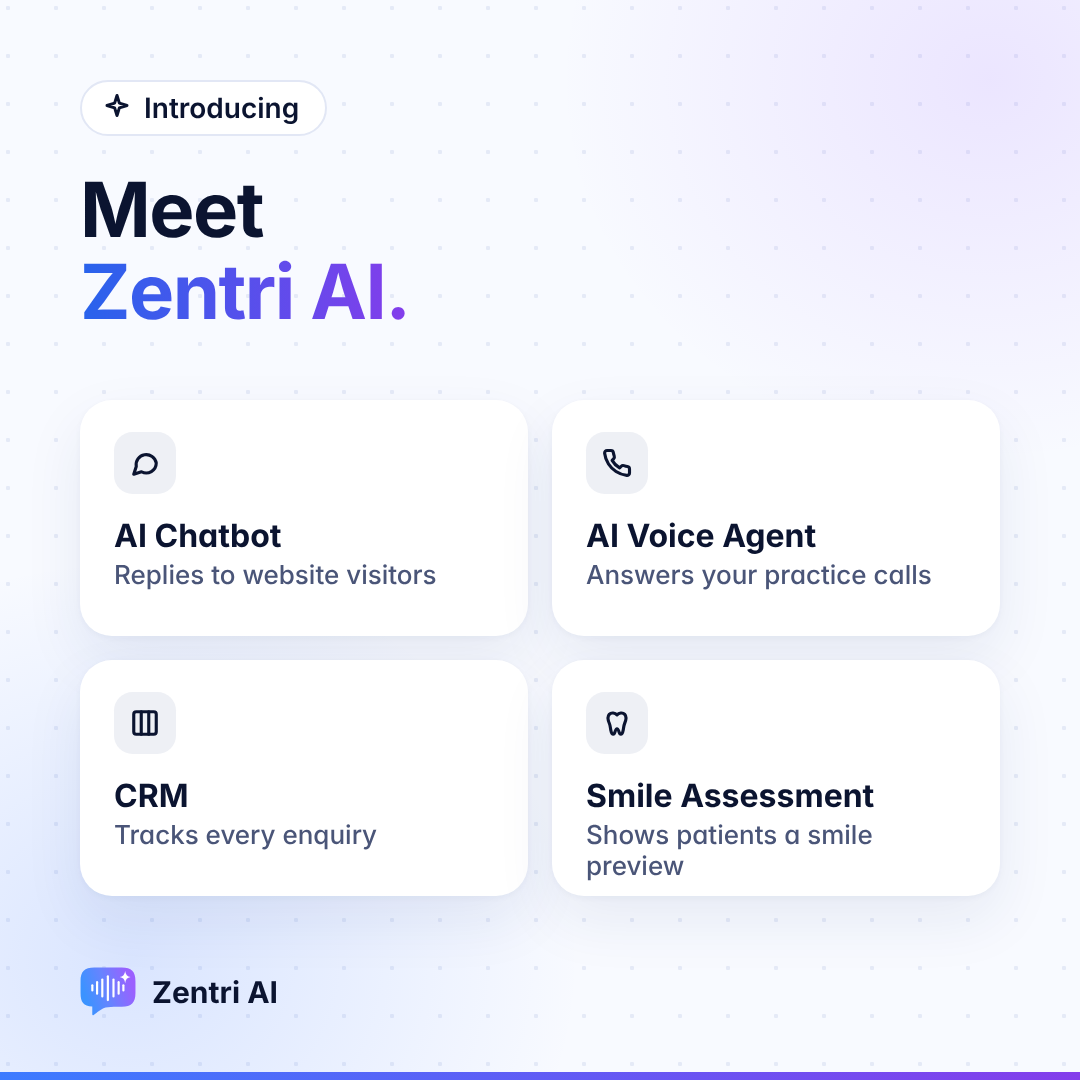 Introducing
Meet
Zentri AI.
AI Chatbot
Replies to website visitors
AI Voice Agent
Answers your practice calls
CRM
Tracks every enquiry
Smile Assessment
Shows patients a smile
preview
Zentri AI